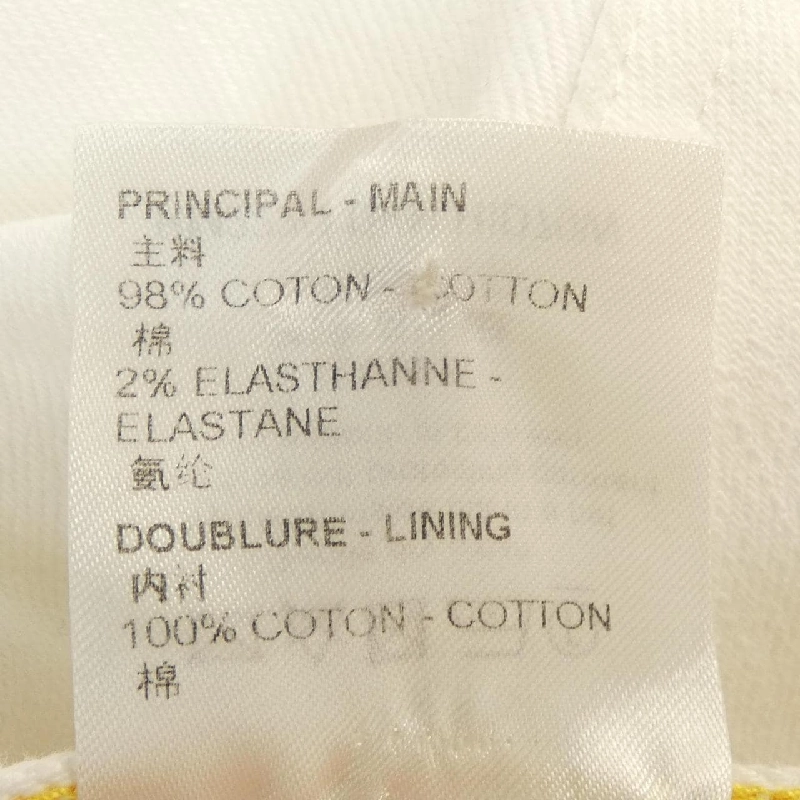 PRINCIPAL - MAIN
主料
98% COTON - COTTON
棉
2% ELASTHANNE -
ELASTANE
氨纶
DOUBLURE - LINING
内衬
100% COTON - COTTON
棉